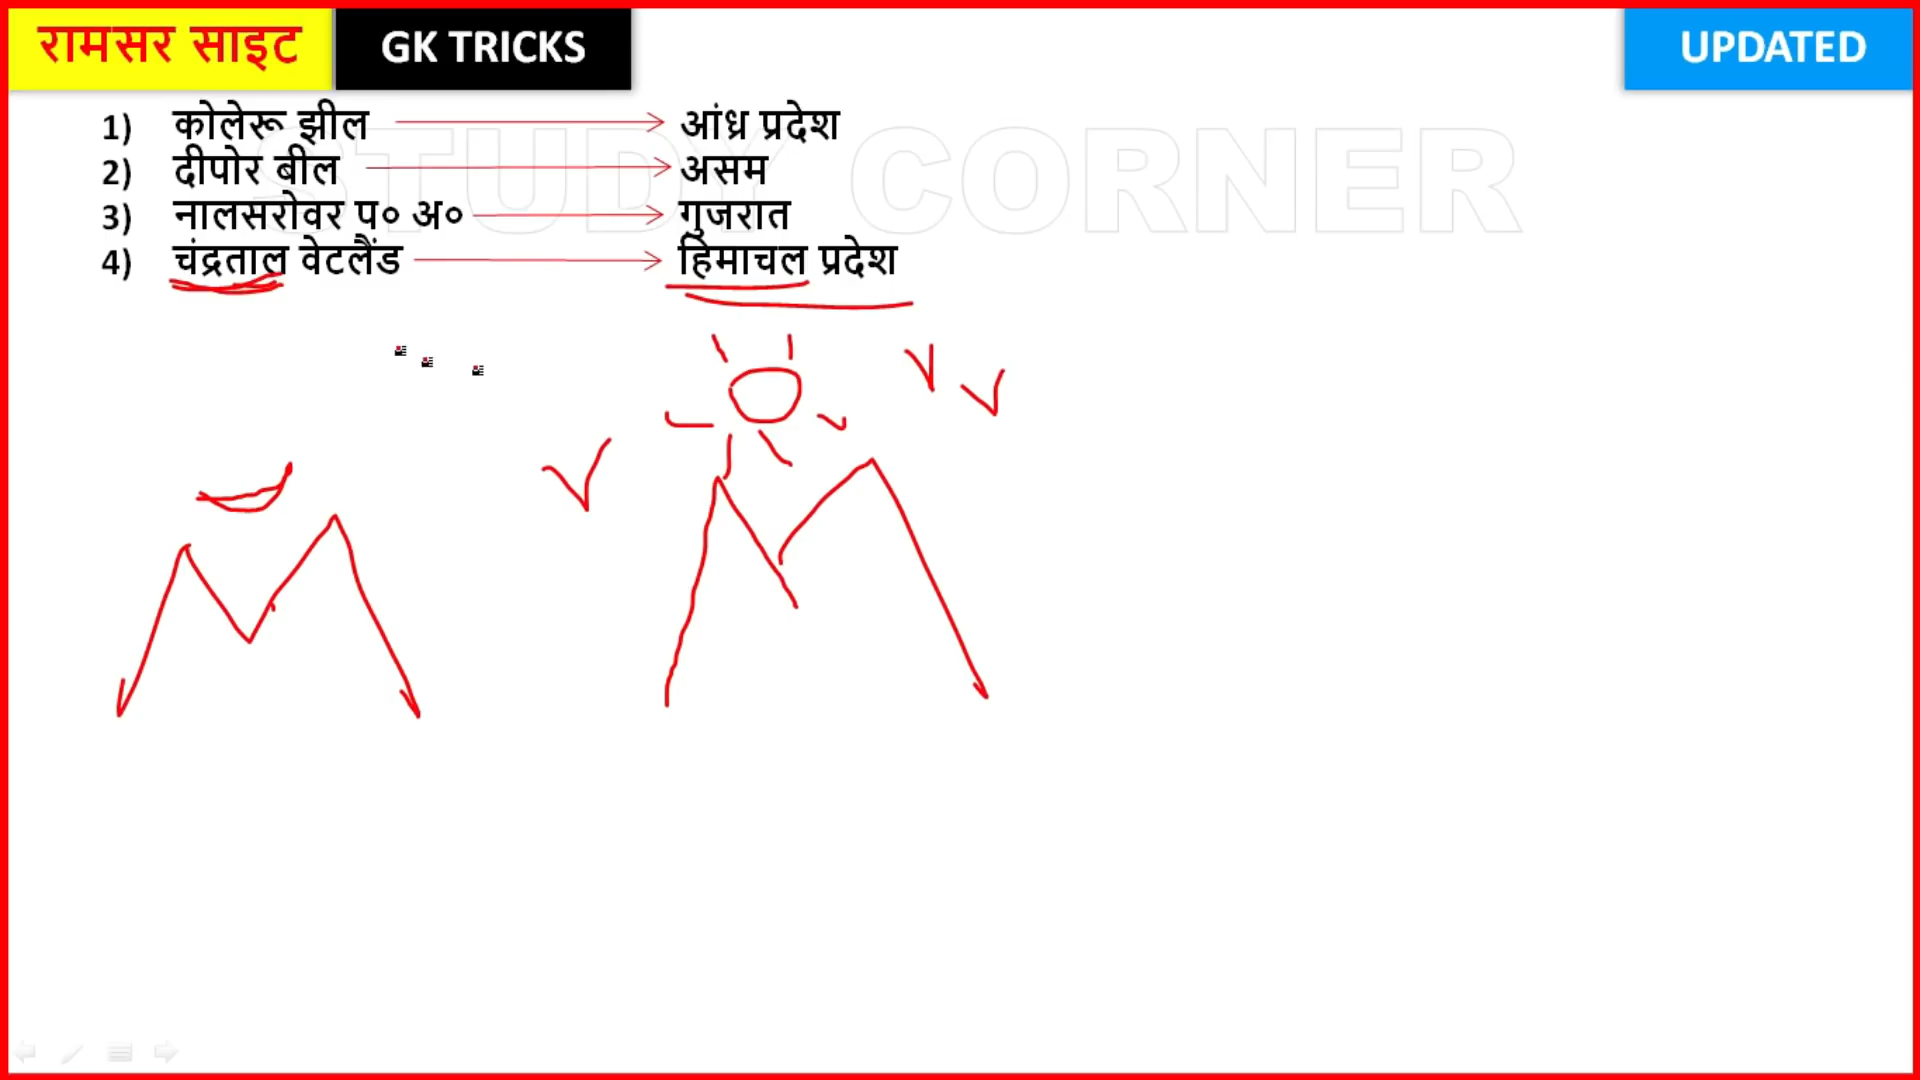 रामसर साइट GK TRICKS UPDATED
STUDY CORNER
1) कोलेरू झील आंध्र प्रदेश
2) दीपोर बील असम
3) नालसरोवर प० अ० गुजरात
4) चंद्रताल वेटलैंड हिमाचल प्रदेश